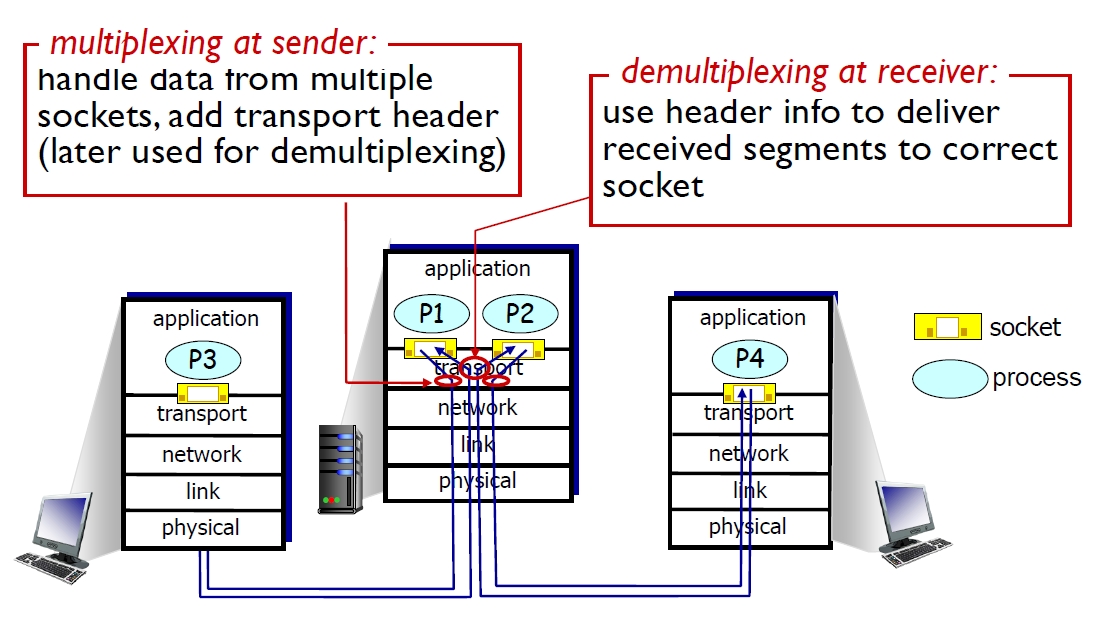 multiplexing at sender:
handle data from multiple
sockets, add transport header
(later used for demultiplexing)
demultiplexing at receiver:
use header info to deliver
received segments to correct
socket
application
P1 P2
transport
network
link
physical
application
P3
transport
network
link
physical
application
P4
transport
network
link
physical
socket
process